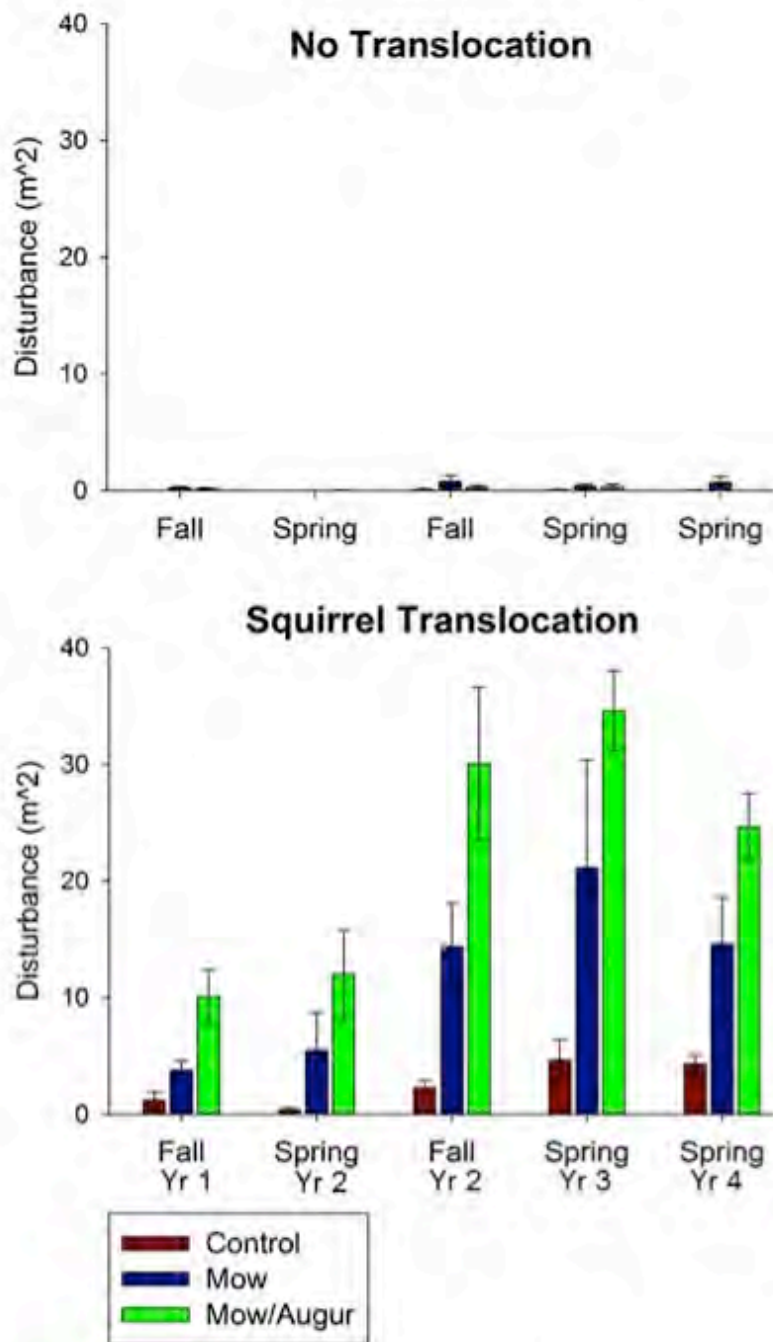 No Translocation
Disturbance (m^2)
40
30
20
10
0
Fall Spring Fall Spring Spring
Squirrel Translocation
Disturbance (m^2)
40
30
20
10
0
Fall Spring Fall Spring Spring
Yr 1 Yr 2 Yr 2 Yr 3 Yr 4
Control
Mow
Mow/Augur